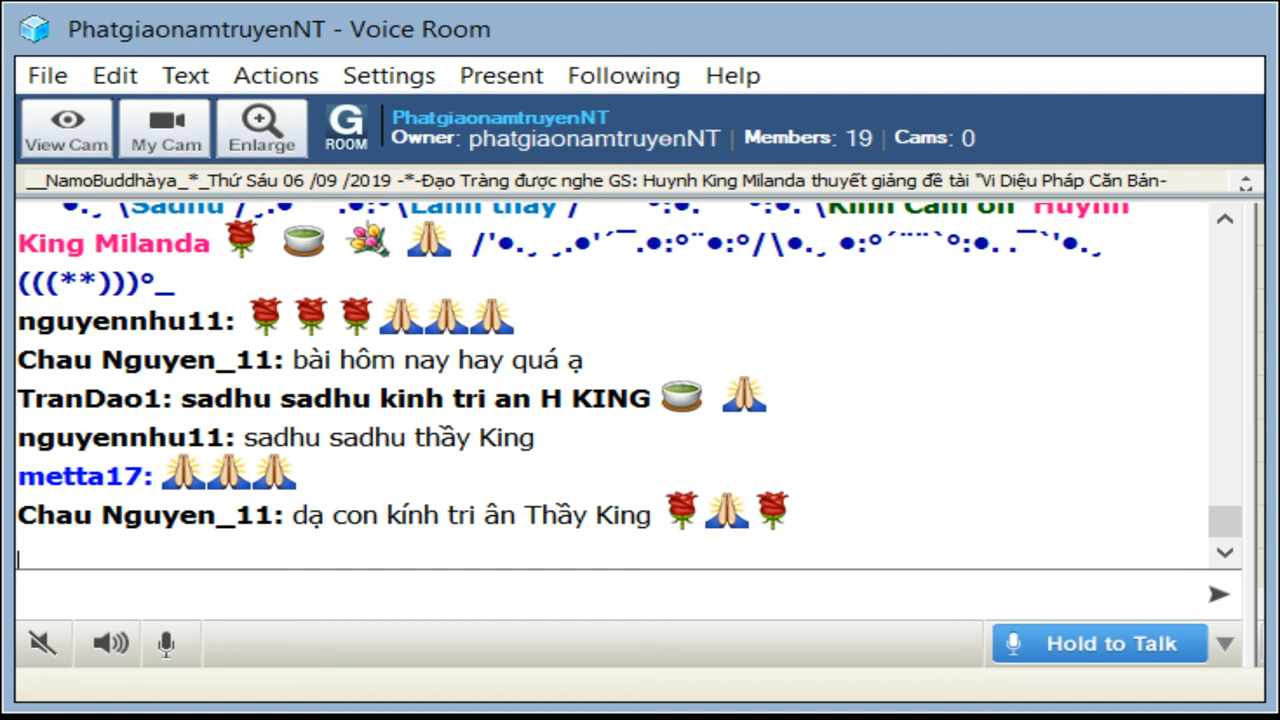 PhatgiaonamtruyenNT - Voice Room
File Edit Text Actions Settings Present Following Help
View Cam My Cam Enlarge G ROOM
PhatgiaonamtruyenNT
Owner: phatgiaonamtruyenNT | Members: 19 | Cams: 0
__NamoBuddhàya_*_Thứ Sáu 06 /09 /2019 -*-Đạo Tràng được nghe GS: Huynh King Milanda thuyết giảng đề tài "Vi Diệu Pháp Căn Bản-
\Sadhu / \Lành thay / \Kính Cám ơn Huynh
King Milanda 🌹 🍵 💐 🙏 /'●.¸ ¸.●'´¯.●:°¨●:°/\●.¸ ●:°´¨¨`°:●. .¯`'●.¸
(((**)))°_
nguyennhu11: 🌹🌹🌹🙏🙏🙏
Chau Nguyen_11: bài hôm nay hay quá ạ
TranDao1: sadhu sadhu kinh tri an H KING 🍵 🙏
nguyennhu11: sadhu sadhu thầy King
metta17: 🙏🙏🙏
Chau Nguyen_11: dạ con kính tri ân Thầy King 🌹🙏🌹
Hold to Talk